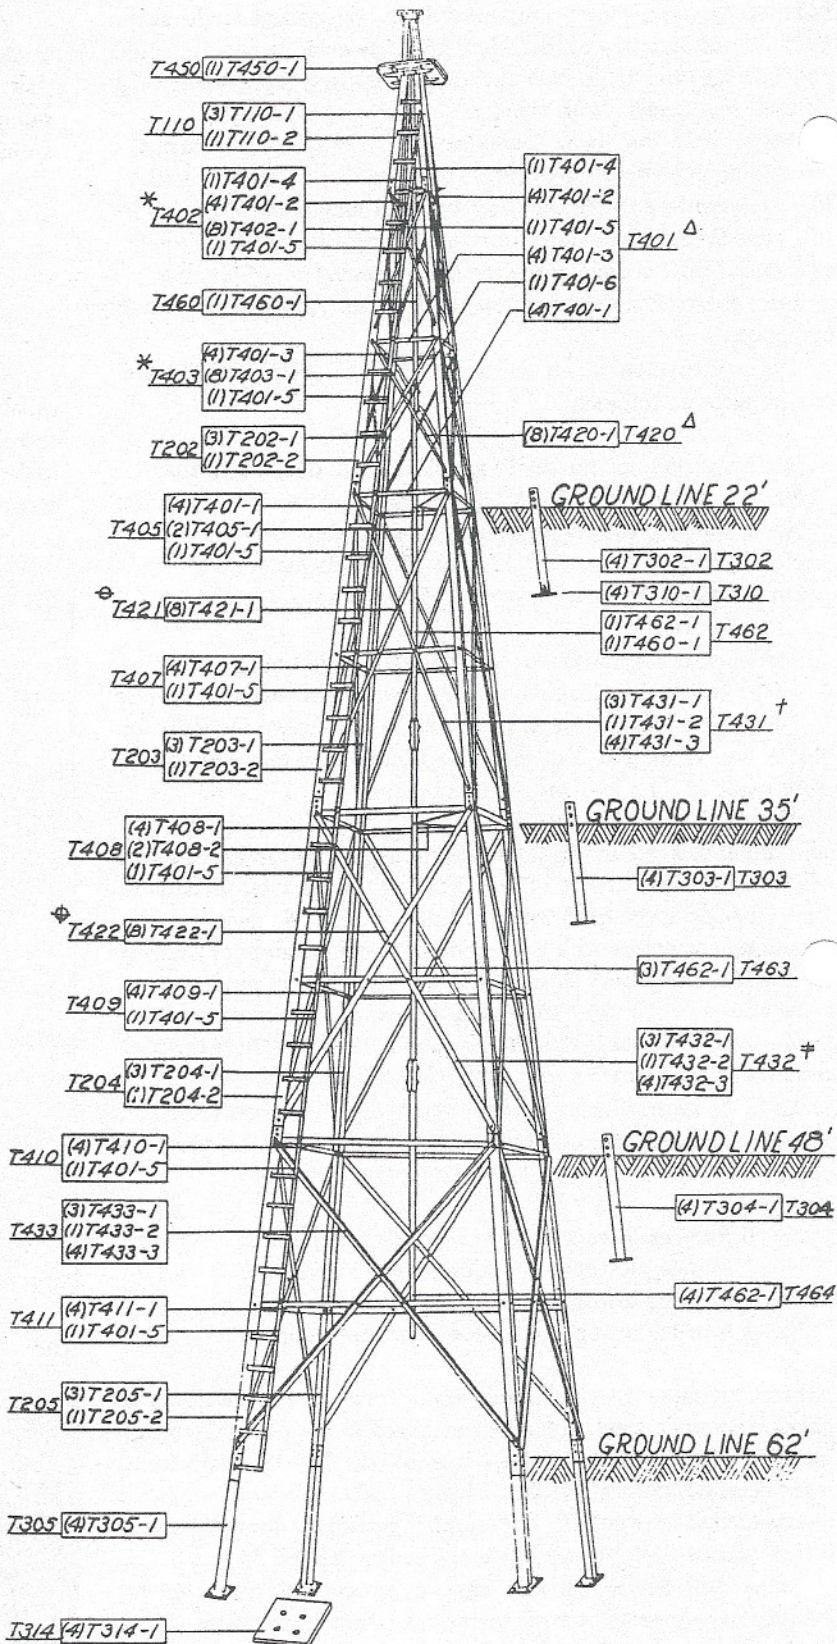 T450 (1) T450-1
T110 (3) T110-1
(1) T110-2
(1) T401-4
* T402 (4) T401-2
(8) T402-1
(1) T401-5
(1) T401-4
(4) T401-2
(1) T401-5
(4) T401-3
(1) T401-6
(4) T401-1
T401 Δ
T460 (1) T460-1
(4) T401-3
* T403 (8) T403-1
(1) T401-5
T202 (3) T202-1
(1) T202-2
(8) T420-1 T420 Δ
GROUND LINE 22'
(4) T401-1
T405 (2) T405-1
(1) T401-5
(4) T302-1 T302
(4) T310-1 T310
ϕ T421 (8) T421-1
(1) T462-1
(1) T460-1
T462
T407 (4) T407-1
(1) T401-5
(3) T431-1
(1) T431-2
(4) T431-3
T431 †
T203 (3) T203-1
(1) T203-2
GROUND LINE 35'
(4) T408-1
T408 (2) T408-2
(1) T401-5
(4) T303-1 T303
ϕ T422 (8) T422-1
(3) T462-1 T463
T409 (4) T409-1
(1) T401-5
(3) T432-1
(1) T432-2
(4) T432-3
T432 ‡
T204 (3) T204-1
(1) T204-2
GROUND LINE 48'
T410 (4) T410-1
(1) T401-5
(4) T304-1 T304
(3) T433-1
T433 (1) T433-2
(4) T433-3
(4) T462-1 T464
T411 (4) T411-1
(1) T401-5
T205 (3) T205-1
(1) T205-2
GROUND LINE 62'
T305 (4) T305-1
T314 (4) T314-1